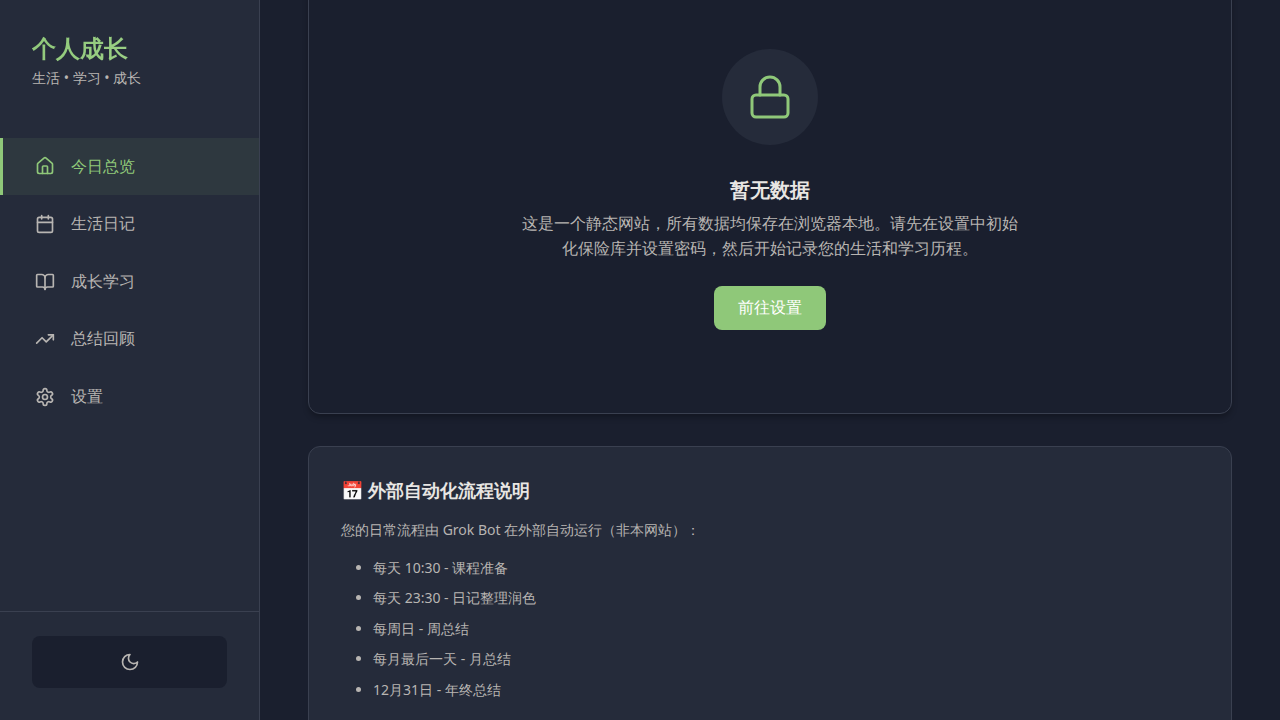 个人成长
生活 • 学习 • 成长
今日总览
生活日记
成长学习
总结回顾
设置
暂无数据
这是一个静态网站，所有数据均保存在浏览器本地。请先在设置中初始
化保险库并设置密码，然后开始记录您的生活和学习历程。
前往设置
📅 外部自动化流程说明
您的日常流程由 Grok Bot 在外部自动运行（非本网站）：
• 每天 10:30 - 课程准备
• 每天 23:30 - 日记整理润色
• 每周日 - 周总结
• 每月最后一天 - 月总结
• 12月31日 - 年终总结